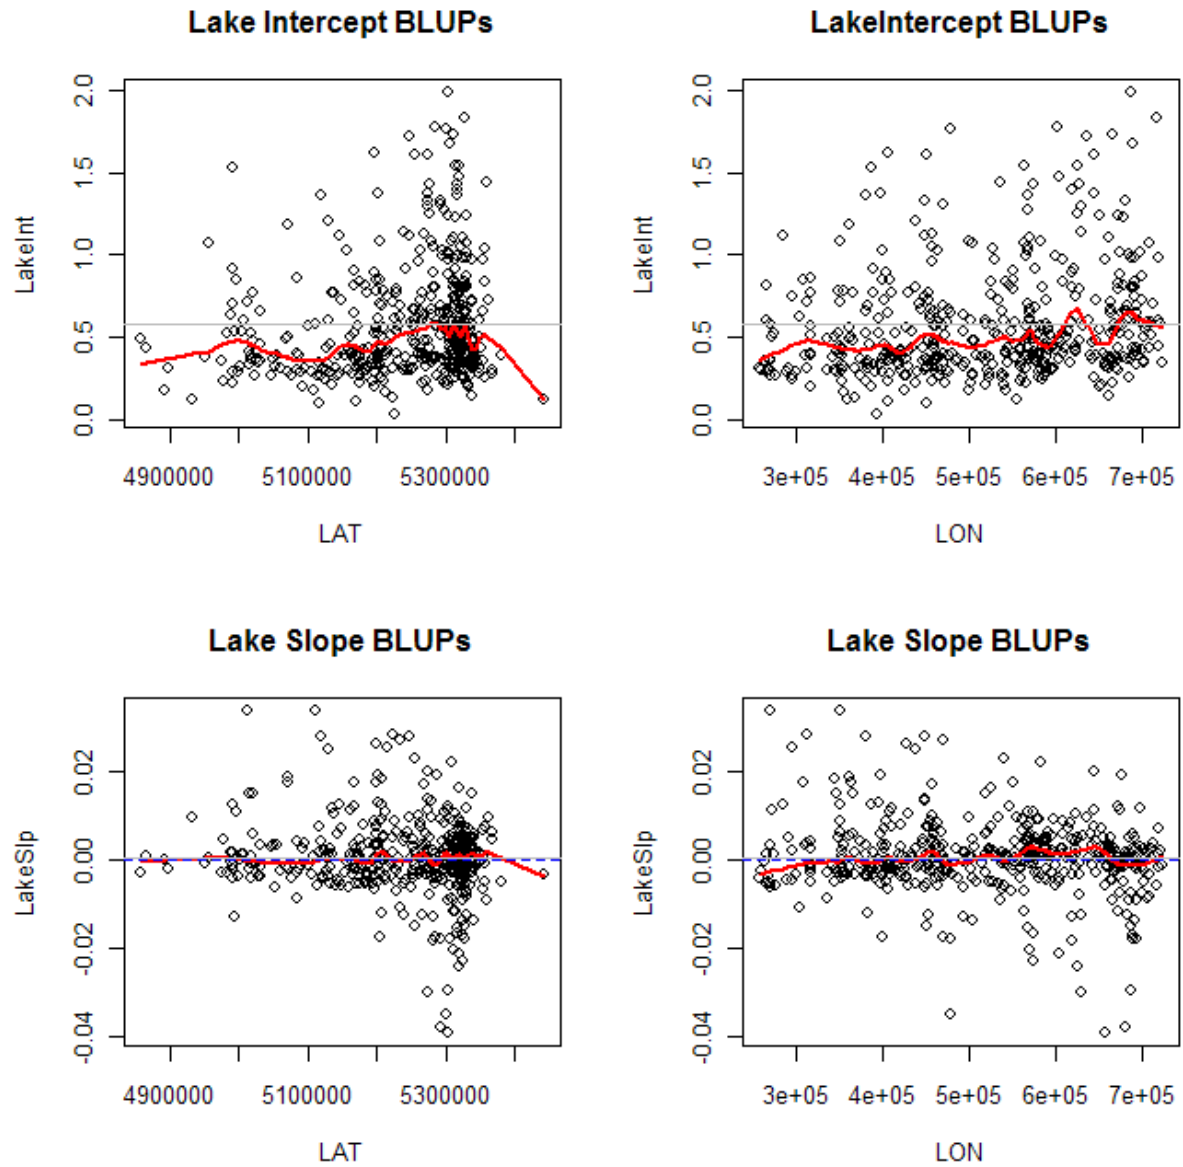 Lake Intercept BLUPs
LakeInt
2.0
1.5
1.0
0.5
0.0
4900000 5100000 5300000
LAT
LakeIntercept BLUPs
LakeInt
2.0
1.5
1.0
0.5
0.0
3e+05 4e+05 5e+05 6e+05 7e+05
LON
Lake Slope BLUPs
LakeSlp
0.02
0.00
-0.02
-0.04
4900000 5100000 5300000
LAT
Lake Slope BLUPs
LakeSlp
0.02
0.00
-0.02
-0.04
3e+05 4e+05 5e+05 6e+05 7e+05
LON